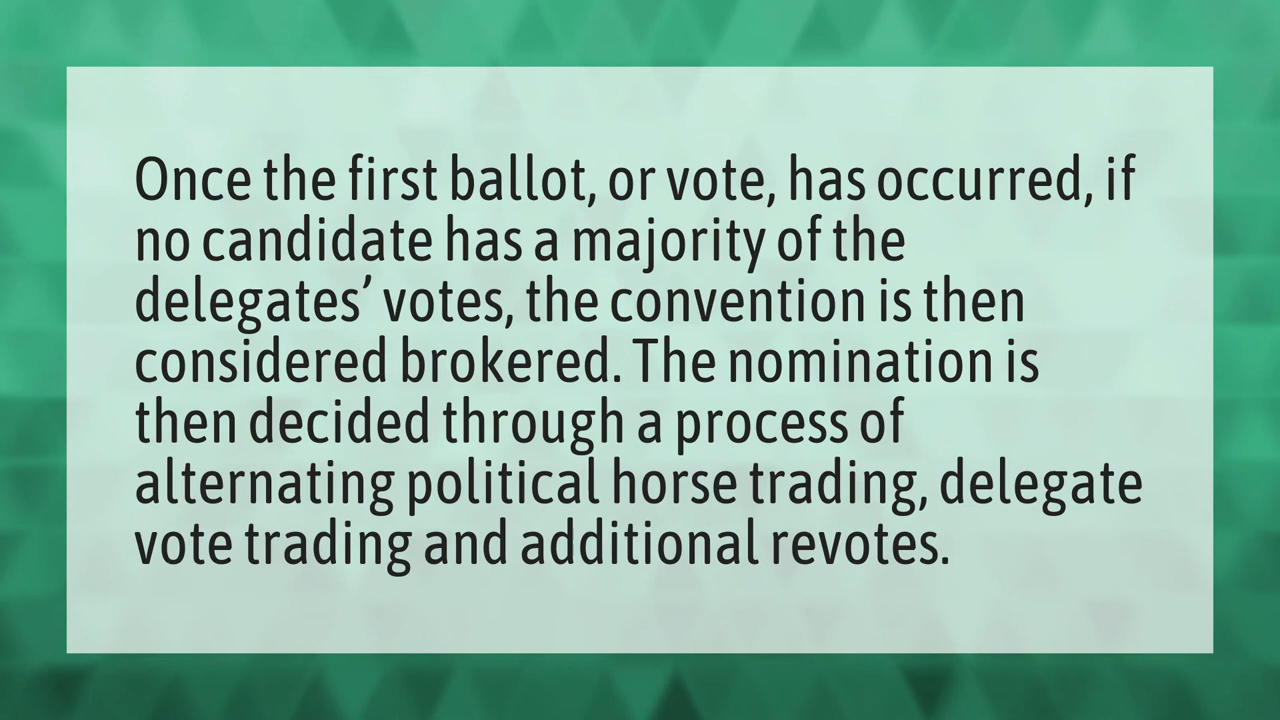 Once the first ballot, or vote, has occurred, if
no candidate has a majority of the
delegates’ votes, the convention is then
considered brokered. The nomination is
then decided through a process of
alternating political horse trading, delegate
vote trading and additional revotes.